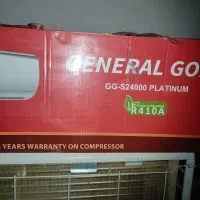 GENERAL GO
GG-S24000 PLATINUM
R410A
YEARS WARRANTY ON COMPRESSOR